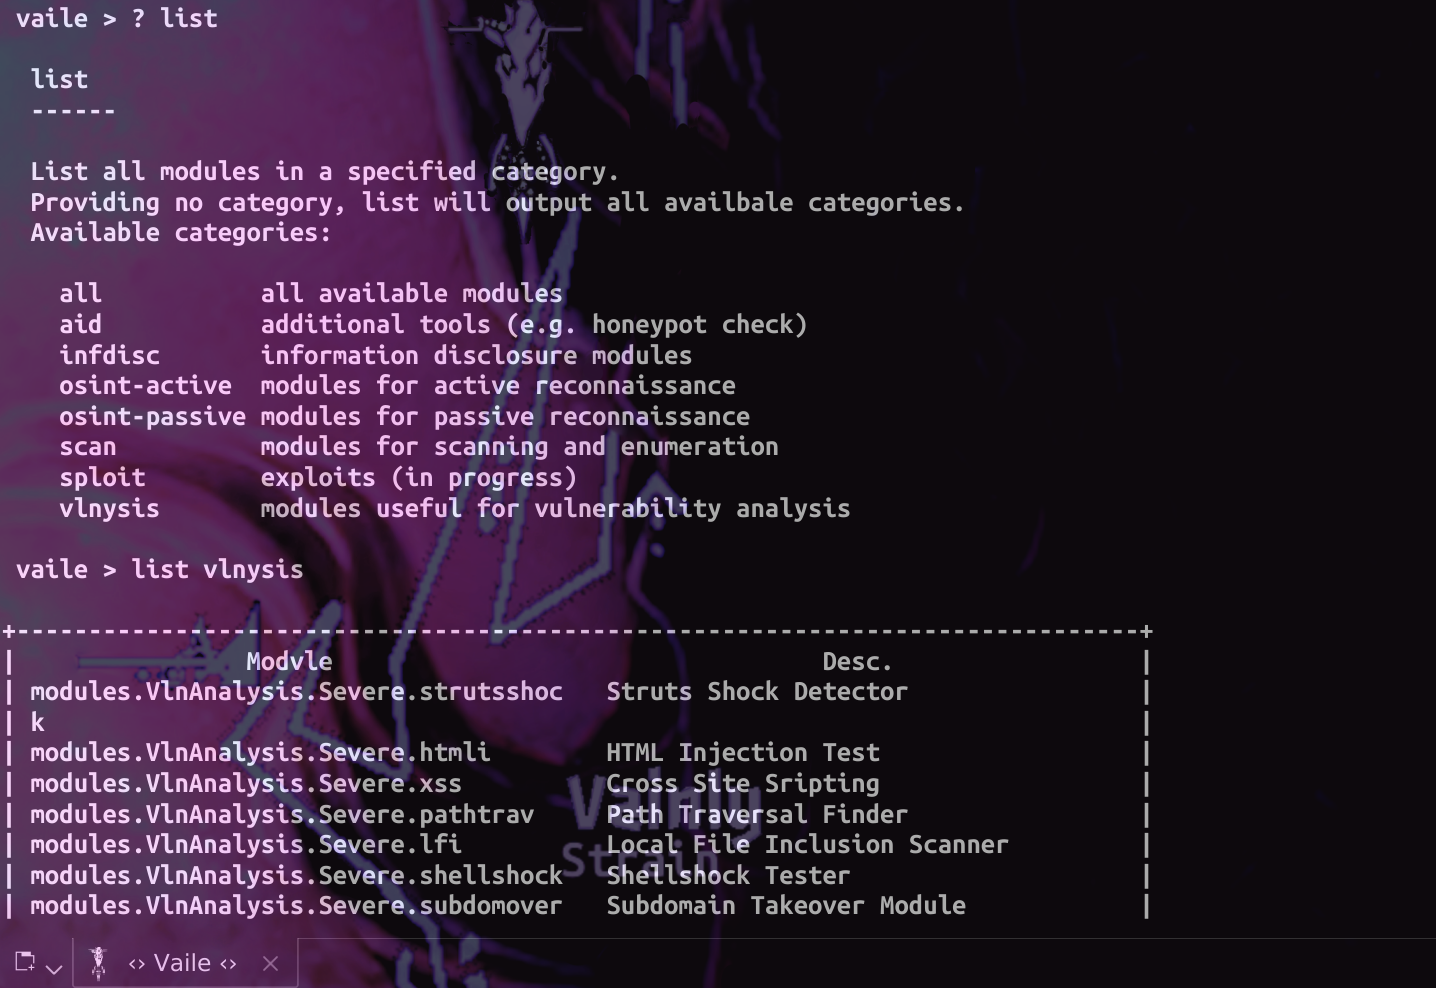 vaile > ? list
list
------
List all modules in a specified category.
Providing no category, list will output all availbale categories.
Available categories:
all all available modules
aid additional tools (e.g. honeypot check)
infdisc information disclosure modules
osint-active modules for active reconnaissance
osint-passive modules for passive reconnaissance
scan modules for scanning and enumeration
sploit exploits (in progress)
vlnysis modules useful for vulnerability analysis
vaile > list vlnysis
+------------------------------------------------------------------------------+
| Modvle Desc. |
| modules.VlnAnalysis.Severe.strutsshoc Struts Shock Detector |
| k |
| modules.VlnAnalysis.Severe.htmli HTML Injection Test |
| modules.VlnAnalysis.Severe.xss Cross Site Sripting |
| modules.VlnAnalysis.Severe.pathtrav Path Traversal Finder |
| modules.VlnAnalysis.Severe.lfi Local File Inclusion Scanner |
| modules.VlnAnalysis.Severe.shellshock Shellshock Tester |
| modules.VlnAnalysis.Severe.subdomover Subdomain Takeover Module |
Vainly
Strain
<> Vaile <>